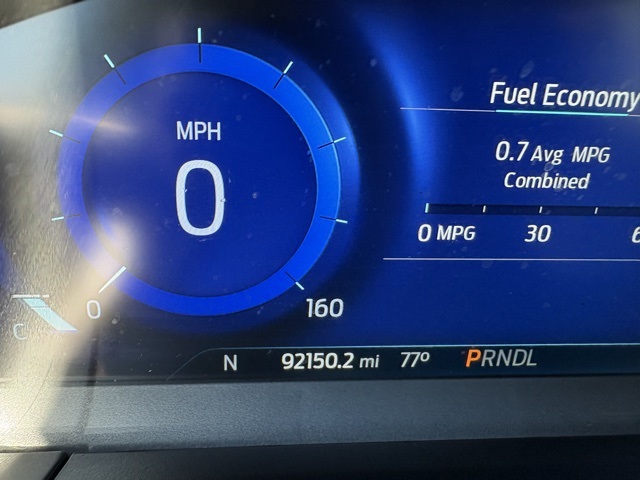 Fuel Economy
MPH
0
0.7 Avg MPG
Combined
0 MPG 30 6
0 160
C
N 92150.2 mi 77° PRNDL